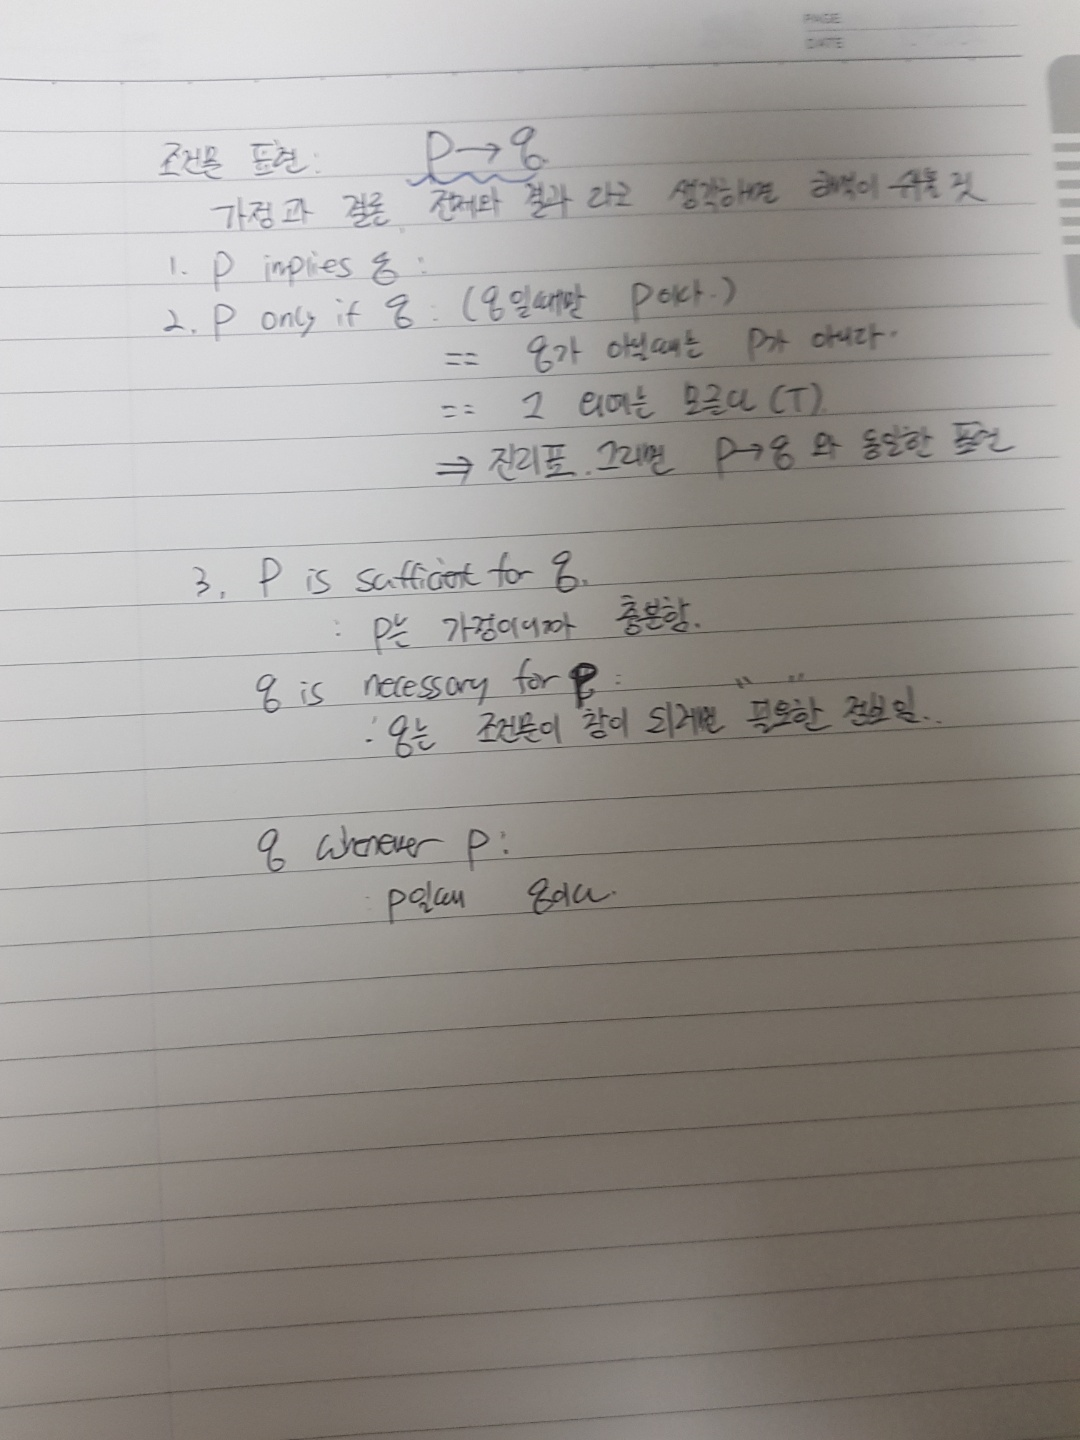 PAGE
DATE
조건문 표현: P→q
가정과 결론, 전제와 결과 라고 생각하면 해석이 쉬울 것
1. P implies q:
2. P only if q: (q일때만 P이다.)
== q가 아닐때는 P가 아니다.
== 그 외에는 모른다 (T)
⇒ 진리표 그리면 P→q 와 동일한 표현
3. P is sufficient for q.
: P는 가정이니까 충분함.
q is necessary for P: " "
: q는 조건문이 참이 되려면 필요한 정보임..
q whenever P:
: P일때 q이다.